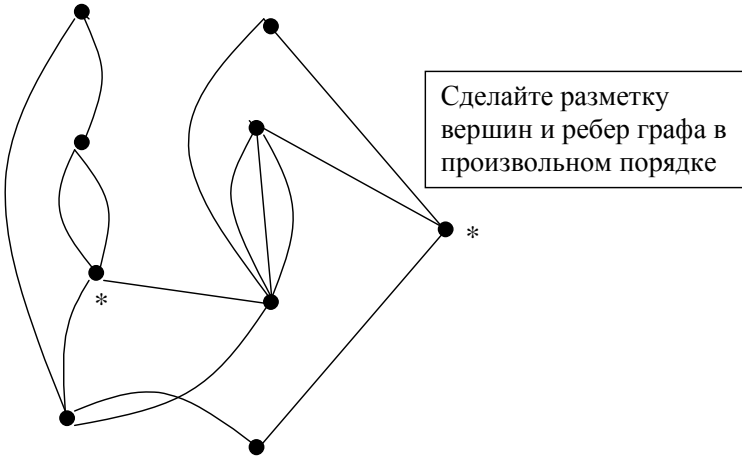 Сделайте разметку
вершин и ребер графа в
произвольном порядке
*
*